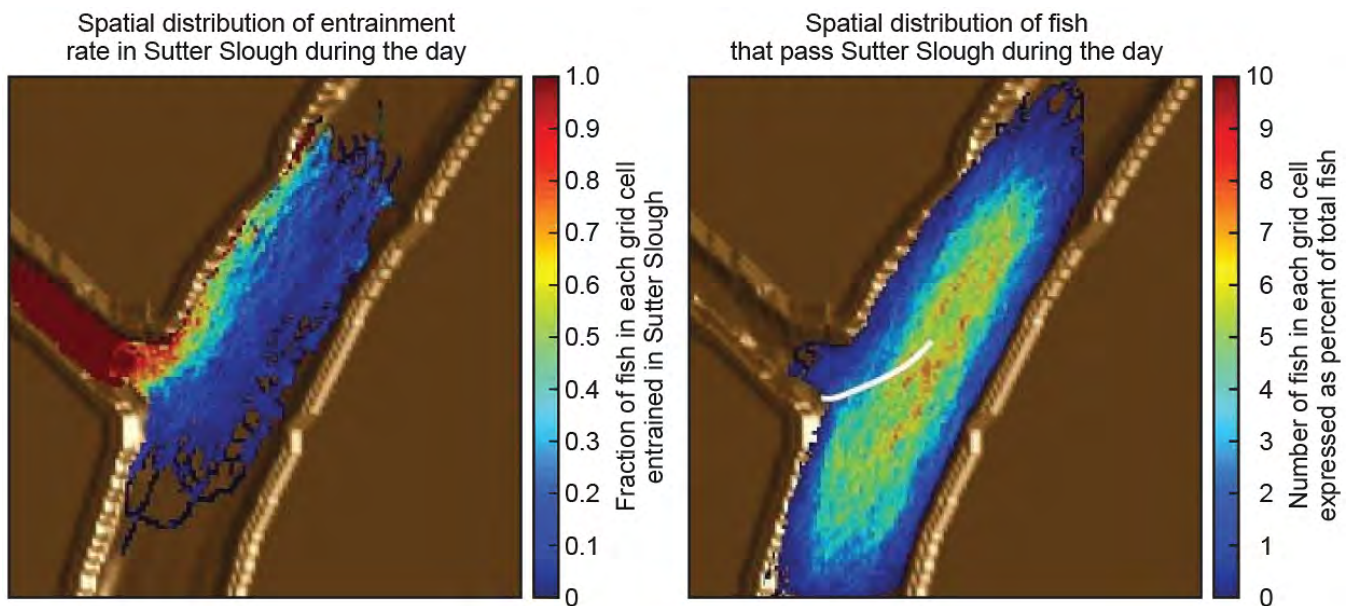 Spatial distribution of entrainment
rate in Sutter Slough during the day
1.0
0.9
0.8
0.7
0.6
0.5
0.4
0.3
0.2
0.1
0
Fraction of fish in each grid cell
entrained in Sutter Slough
Spatial distribution of fish
that pass Sutter Slough during the day
10
9
8
7
6
5
4
3
2
1
0
Number of fish in each grid cell
expressed as percent of total fish